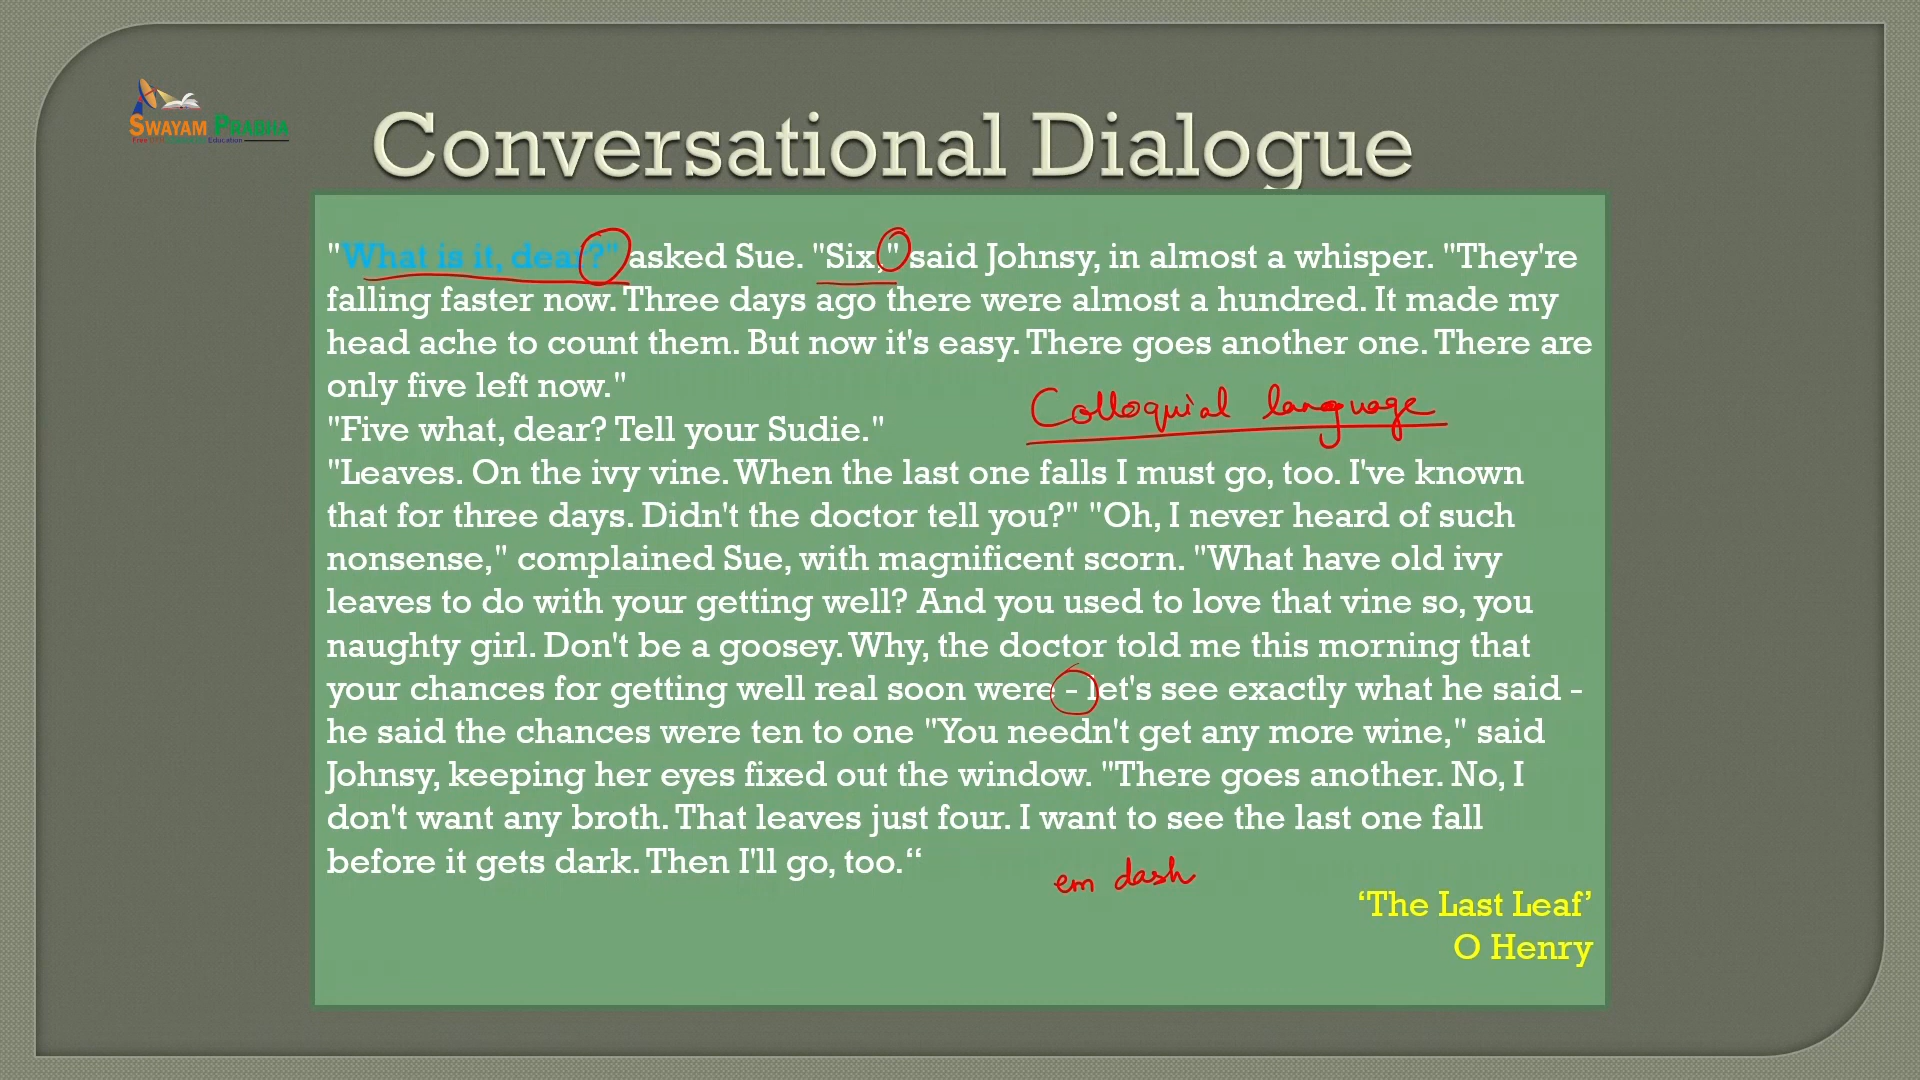 SWAYAM PRABHA
Conversational Dialogue
"What is it, dear?" asked Sue. "Six," said Johnsy, in almost a whisper. "They're
falling faster now. Three days ago there were almost a hundred. It made my
head ache to count them. But now it's easy. There goes another one. There are
only five left now."
Colloquial language
"Five what, dear? Tell your Sudie."
"Leaves. On the ivy vine. When the last one falls I must go, too. I've known
that for three days. Didn't the doctor tell you?" "Oh, I never heard of such
nonsense," complained Sue, with magnificent scorn. "What have old ivy
leaves to do with your getting well? And you used to love that vine so, you
naughty girl. Don't be a goosey. Why, the doctor told me this morning that
your chances for getting well real soon were - let's see exactly what he said -
he said the chances were ten to one "You needn't get any more wine," said
Johnsy, keeping her eyes fixed out the window. "There goes another. No, I
don't want any broth. That leaves just four. I want to see the last one fall
before it gets dark. Then I'll go, too.“
em dash
‘The Last Leaf’
O Henry